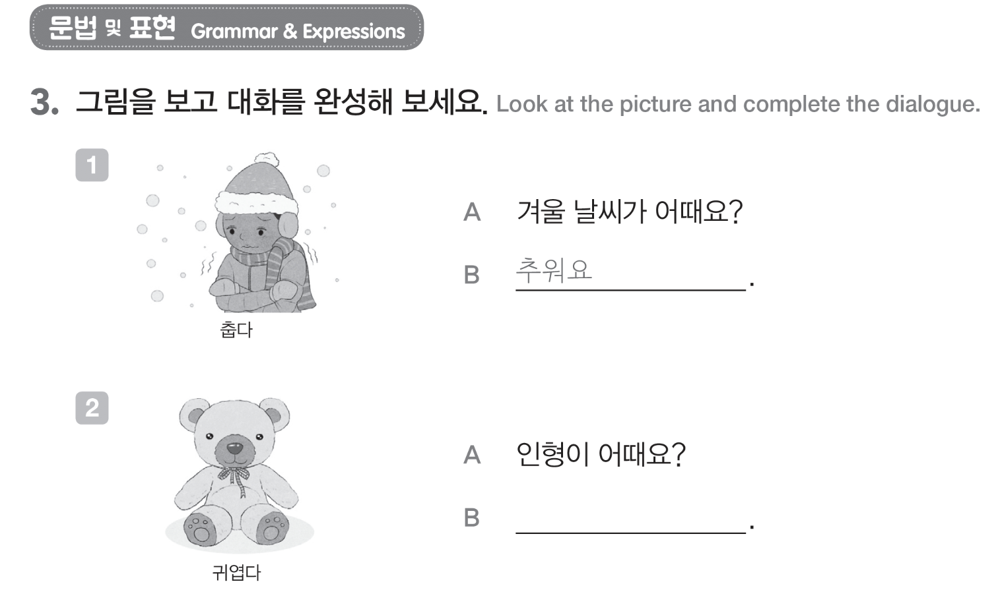 문법 및 표현 Grammar & Expressions
3. 그림을 보고 대화를 완성해 보세요. Look at the picture and complete the dialogue.
1
A 겨울 날씨가 어때요?
B 추워요.
춥다
2
A 인형이 어때요?
B .
귀엽다